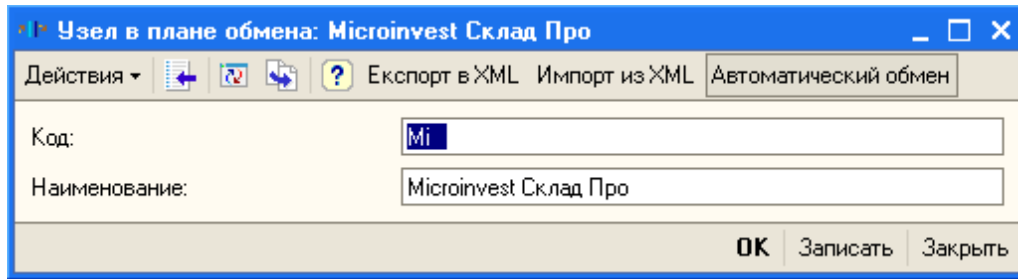 Узел в плане обмена: Microinvest Склад Про
Действия ? Експорт в XML Импорт из XML Автоматический обмен
Код: Mi
Наименование: Microinvest Склад Про
OK Записать Закрыть